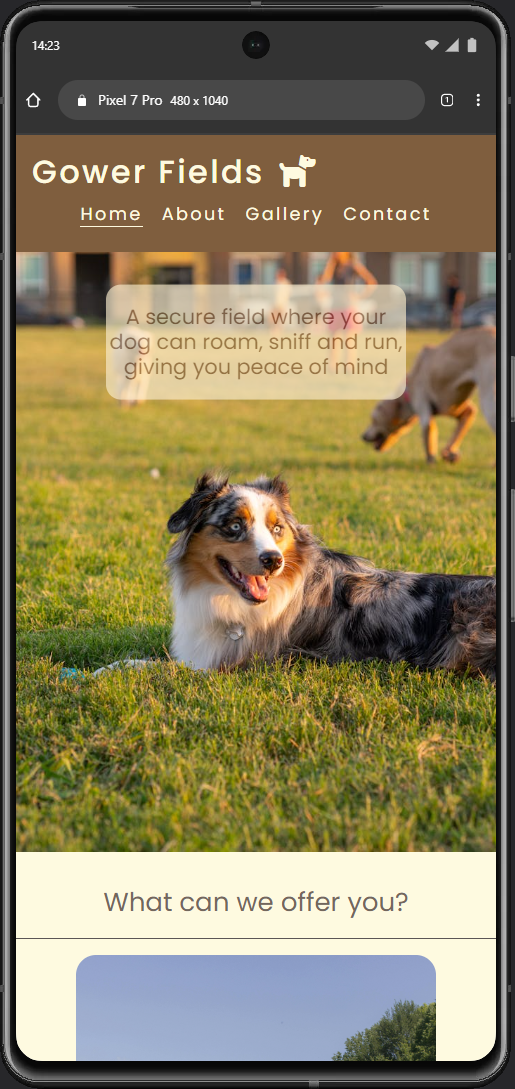 14:23
1
Pixel 7 Pro 480 x 1040
Gower Fields
Home About Gallery Contact
A secure field where your
dog can roam, sniff and run,
giving you peace of mind
What can we offer you?